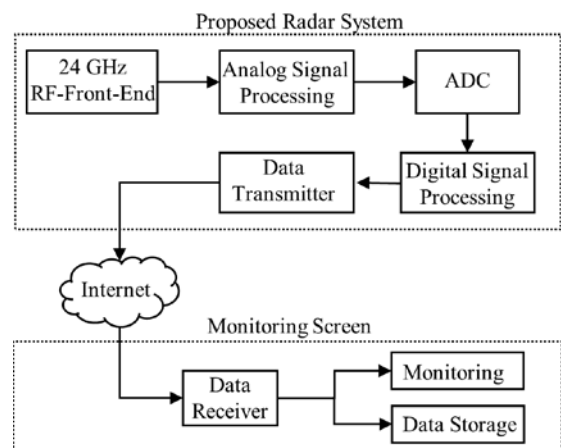 Proposed Radar System
24 GHz
RF-Front-End
Analog Signal
Processing
ADC
Data
Transmitter
Digital Signal
Processing
Internet
Monitoring Screen
Data
Receiver
Monitoring
Data Storage